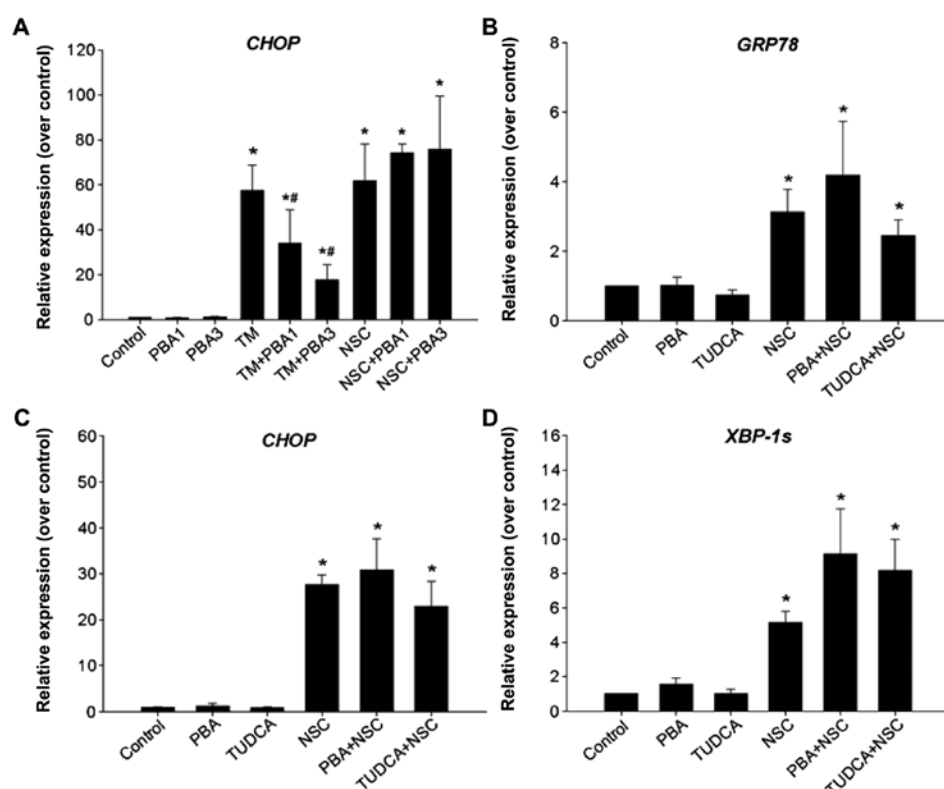 A
CHOP
Relative expression (over control)
120
100
80
60
40
20
0
*
*#
*#
*
*
*
Control
PBA1
PBA3
TM
TM+PBA1
TM+PBA3
NSC
NSC+PBA1
NSC+PBA3
B
GRP78
Relative expression (over control)
8
6
4
2
0
*
*
*
Control
PBA
TUDCA
NSC
PBA+NSC
TUDCA+NSC
C
CHOP
Relative expression (over control)
60
50
40
30
20
10
0
*
*
*
Control
PBA
TUDCA
NSC
PBA+NSC
TUDCA+NSC
D
XBP-1s
Relative expression (over control)
16
14
12
10
8
6
4
2
0
*
*
*
Control
PBA
TUDCA
NSC
PBA+NSC
TUDCA+NSC